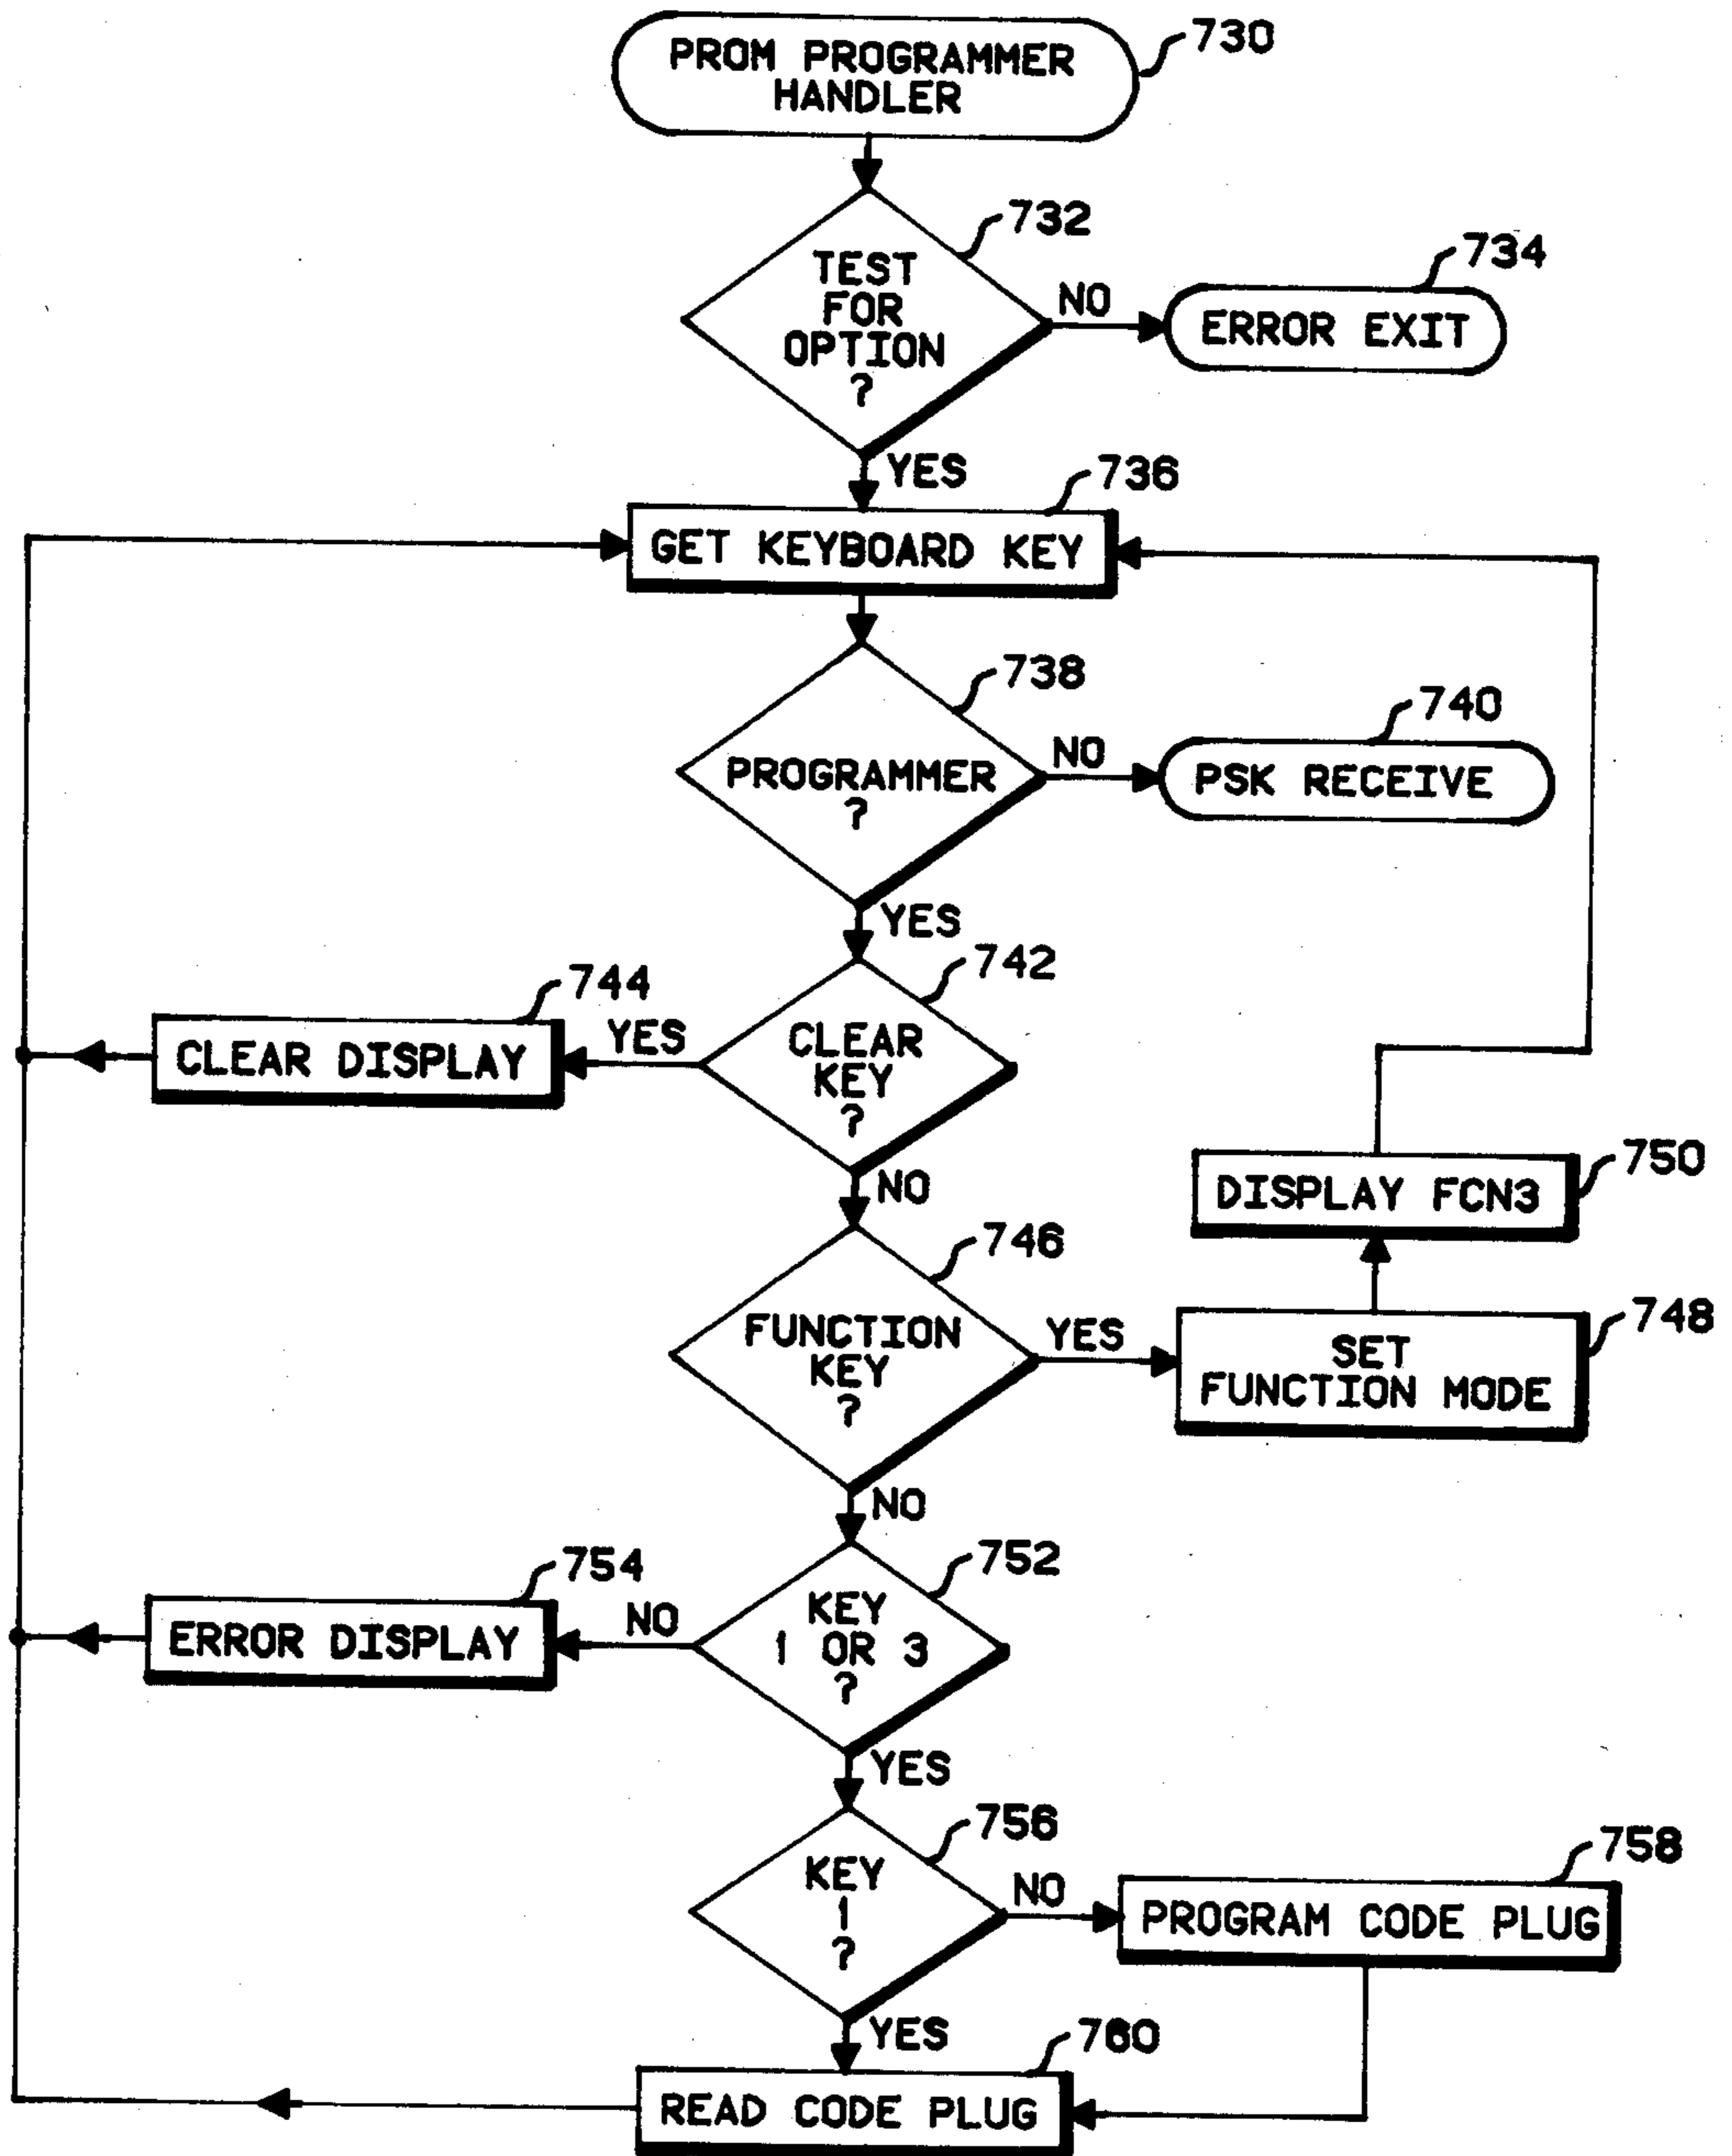 730
PROM PROGRAMMER
HANDLER
732
TEST
FOR
OPTION
?
NO
734
ERROR EXIT
YES
736
GET KEYBOARD KEY
738
PROGRAMMER
?
NO
740
PSK RECEIVE
YES
742
CLEAR
KEY
?
YES
744
CLEAR DISPLAY
NO
746
FUNCTION
KEY
?
YES
748
SET
FUNCTION MODE
750
DISPLAY FCN3
NO
752
KEY
1 OR 3
?
NO
754
ERROR DISPLAY
YES
756
KEY
1
?
NO
758
PROGRAM CODE PLUG
YES
760
READ CODE PLUG